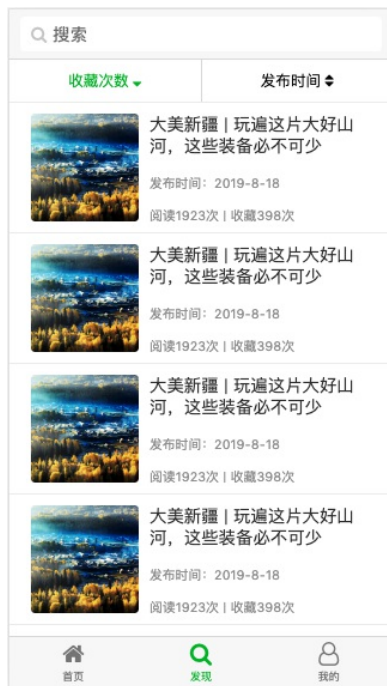 搜索
收藏次数
发布时间
大美新疆 | 玩遍这片大好山
河，这些装备必不可少
发布时间：2019-8-18
阅读1923次 | 收藏398次
大美新疆 | 玩遍这片大好山
河，这些装备必不可少
发布时间：2019-8-18
阅读1923次 | 收藏398次
大美新疆 | 玩遍这片大好山
河，这些装备必不可少
发布时间：2019-8-18
阅读1923次 | 收藏398次
大美新疆 | 玩遍这片大好山
河，这些装备必不可少
发布时间：2019-8-18
阅读1923次 | 收藏398次
首页
发现
我的